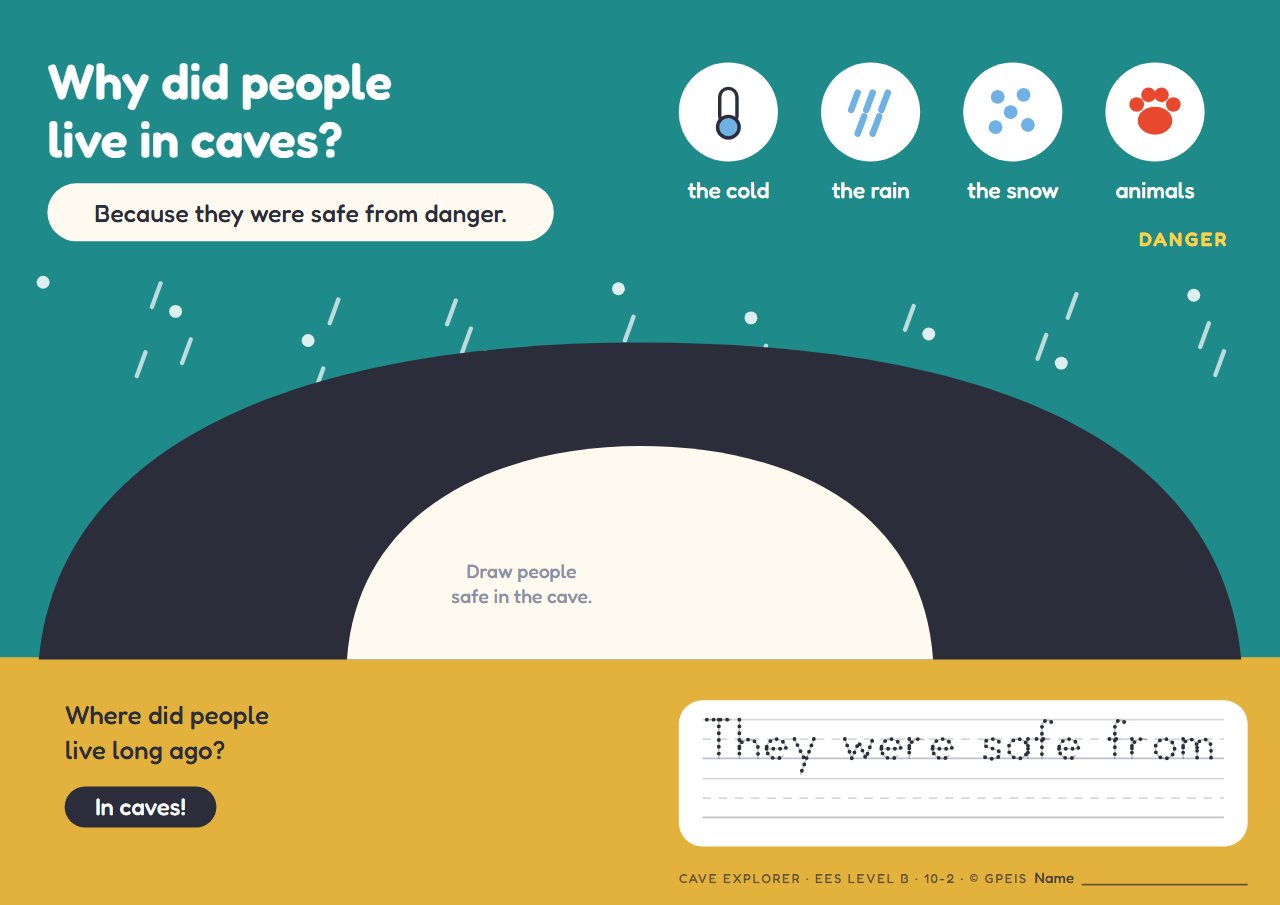 Why did people
live in caves?
Because they were safe from danger.
the cold
the rain
the snow
animals
DANGER
Draw people
safe in the cave.
Where did people
live long ago?
In caves!
They were safe from
CAVE EXPLORER · EES LEVEL B · 10-2 · © GPEIS Name